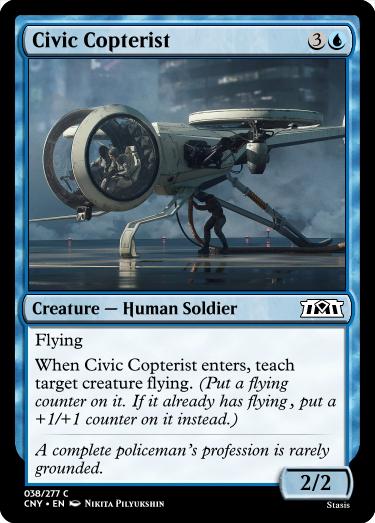 Civic Copterist 3
Creature — Human Soldier
Flying
When Civic Copterist enters, teach
target creature flying. (Put a flying
counter on it. If it already has flying , put a
+1/+1 counter on it instead.)
A complete policeman's profession is rarely
grounded.
2/2
038/277 C
CNY • EN Nikita Pilyukshin
Stasis